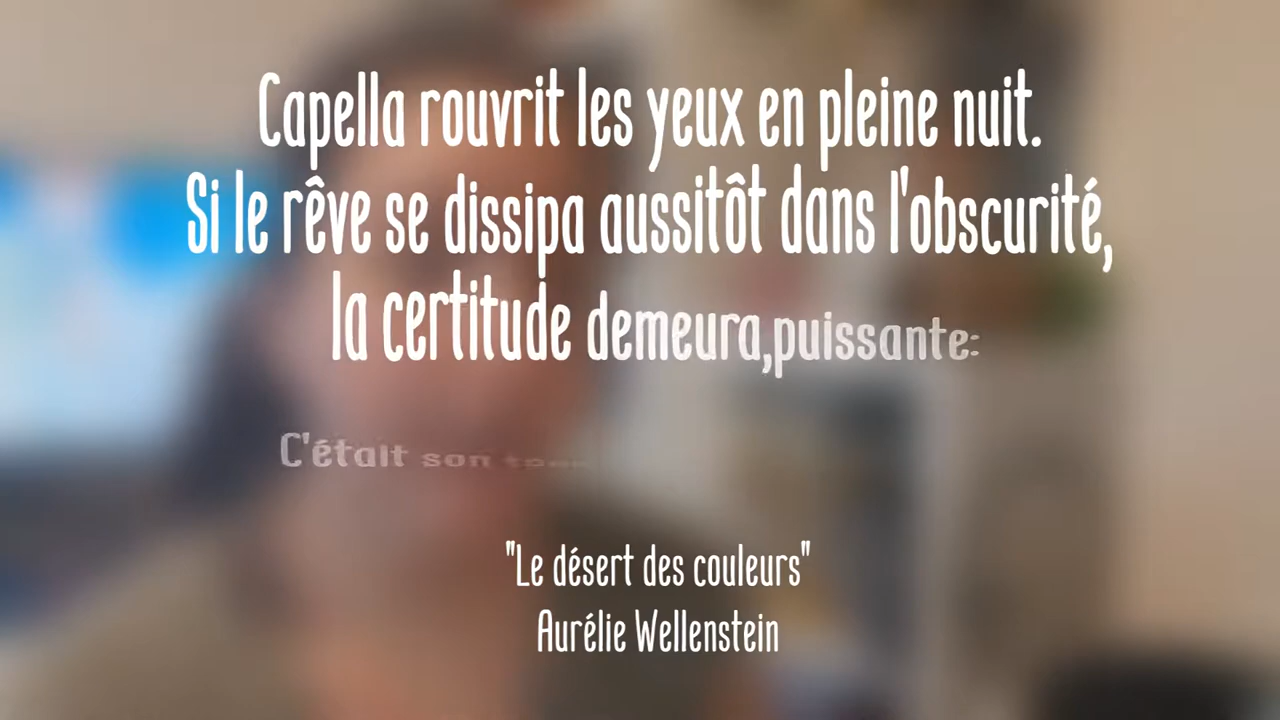 Capella rouvrit les yeux en pleine nuit.
Si le rêve se dissipa aussitôt dans l'obscurité,
la certitude demeura,puissante:
C'était son
"Le désert des couleurs"
Aurélie Wellenstein